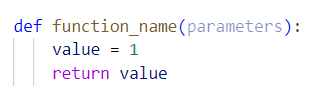 def function_name(parameters):
    value = 1
    return value